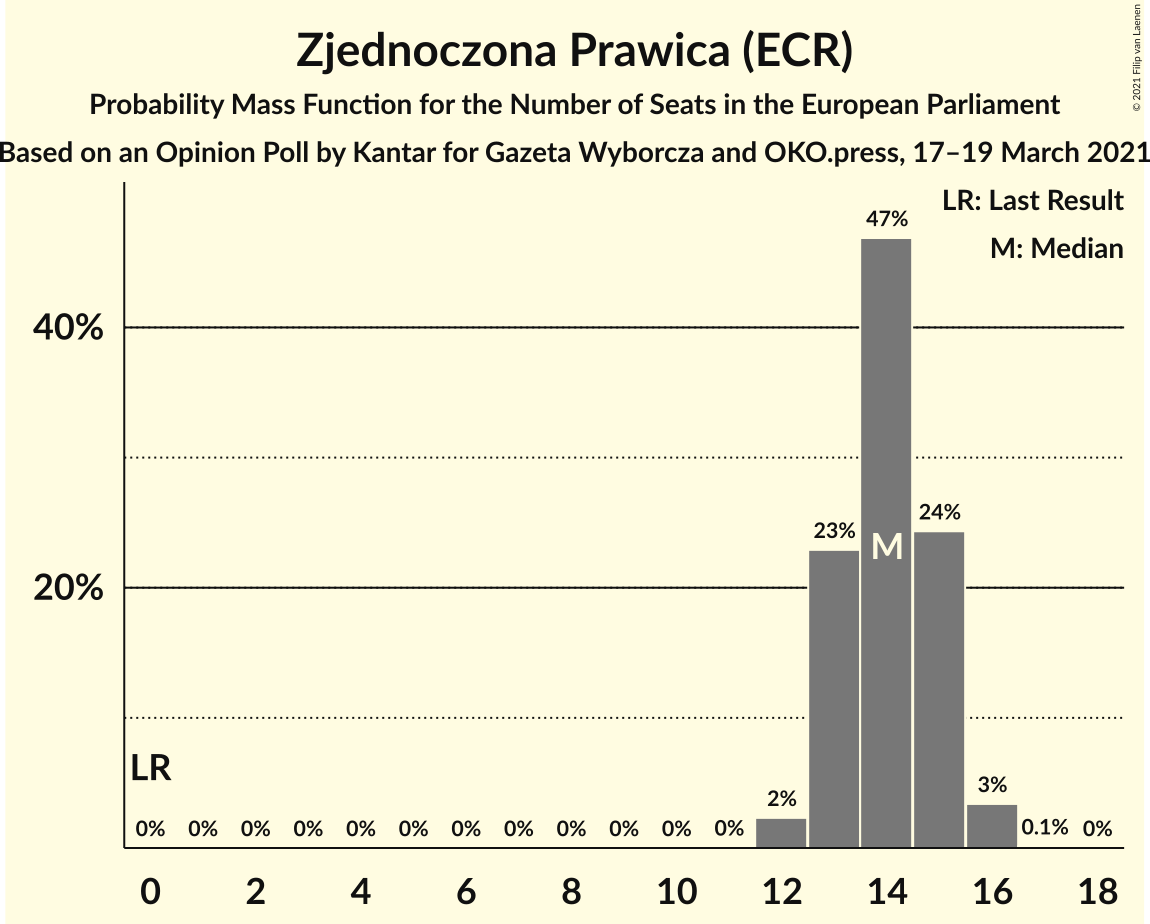 Zjednoczona Prawica (ECR)
Probability Mass Function for the Number of Seats in the European Parliament
Based on an Opinion Poll by Kantar for Gazeta Wyborcza and OKO.press, 17–19 March 2021
© 2021 Filip van Laenen
LR: Last Result
M: Median
47%
40%
24%
23%
M
20%
LR
3%
2%
0% 0% 0% 0% 0% 0% 0% 0% 0% 0% 0% 0% 0.1% 0%
0 2 4 6 8 10 12 14 16 18